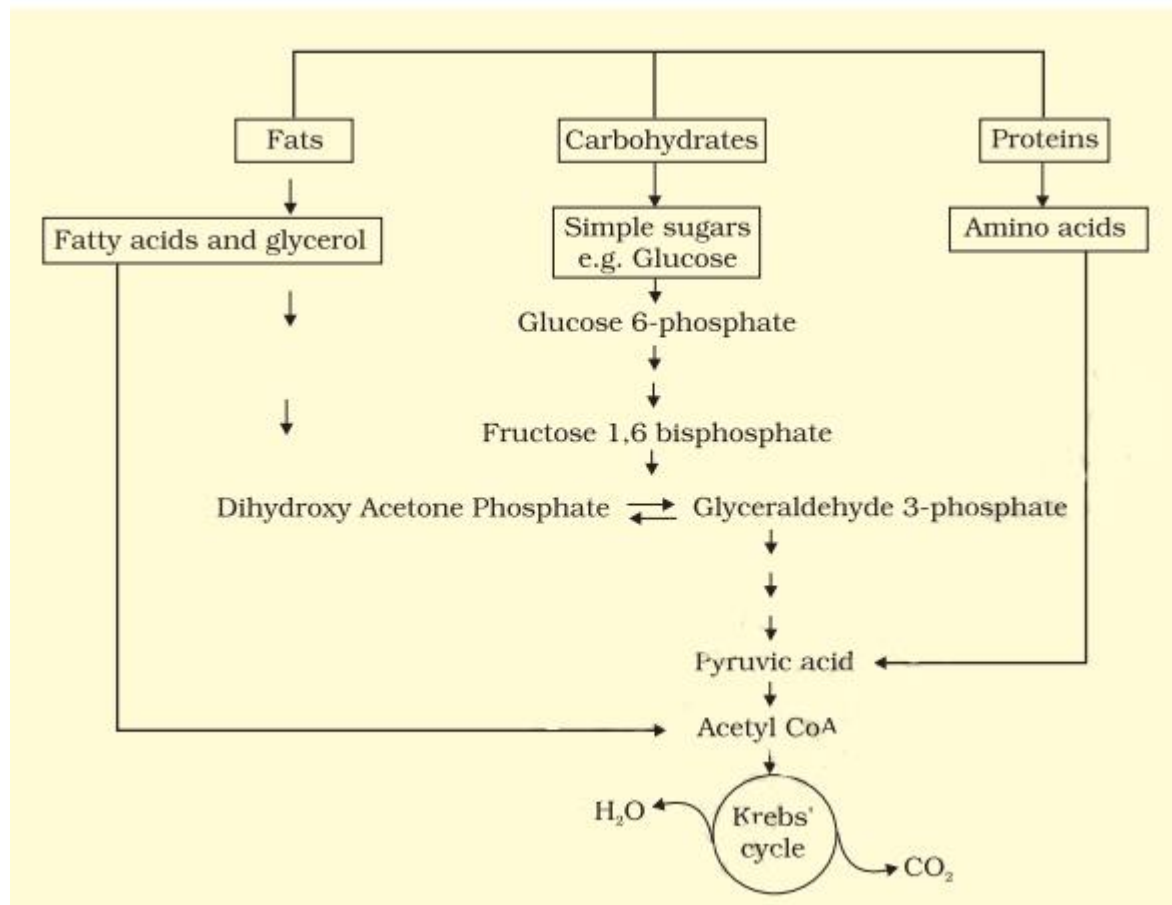 Fats
Carbohydrates
Proteins
Fatty acids and glycerol
Simple sugars
e.g. Glucose
Amino acids
Glucose 6-phosphate
Fructose 1,6 bisphosphate
Dihydroxy Acetone Phosphate
Glyceraldehyde 3-phosphate
Pyruvic acid
Acetyl CoA
H₂O
Krebs'
cycle
CO₂